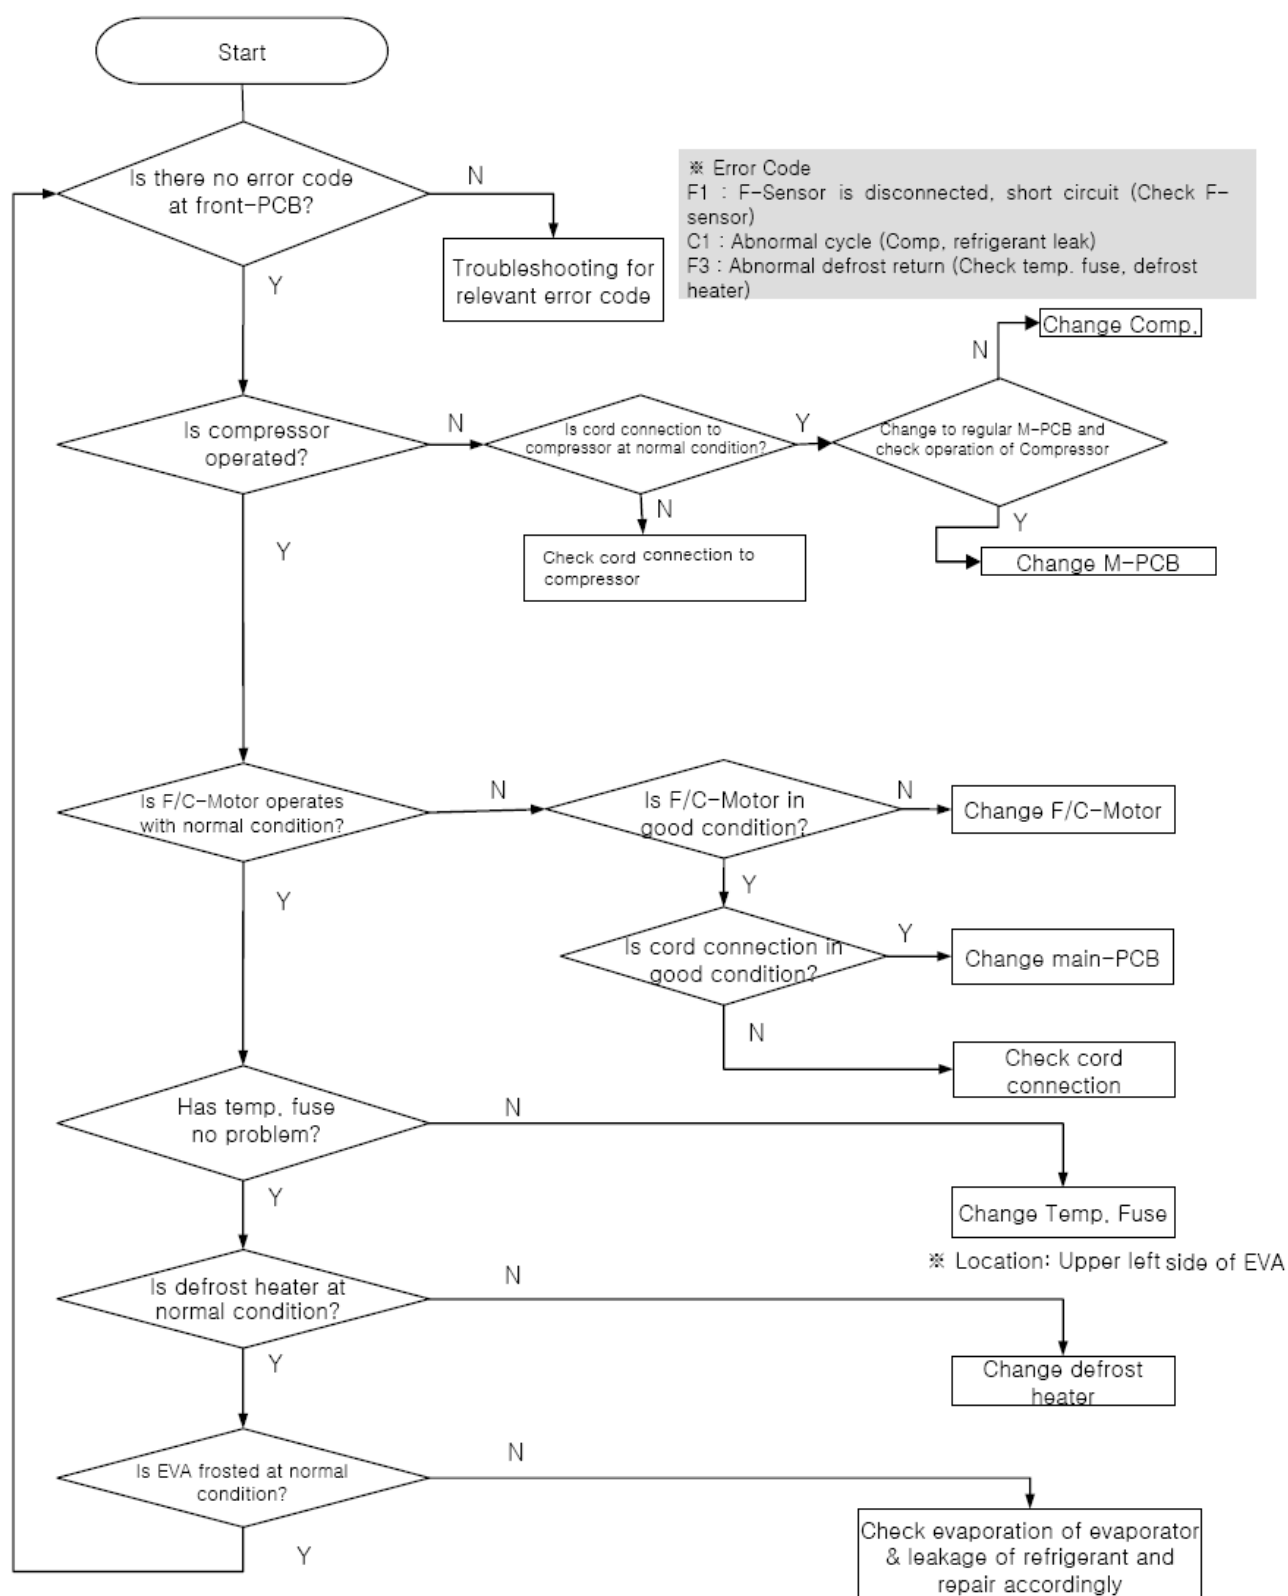 Start
Is there no error code
at front-PCB?
N
※ Error Code
F1 : F-Sensor is disconnected, short circuit (Check F-
sensor)
C1 : Abnormal cycle (Comp, refrigerant leak)
F3 : Abnormal defrost return (Check temp. fuse, defrost
heater)
Troubleshooting for
relevant error code
Y
Change Comp.
N
Is compressor
operated?
N
Is cord connection to
compressor at normal condition?
Y
Change to regular M-PCB and
check operation of Compressor
N
Y
Y
Check cord connection to
compressor
Change M-PCB
Is F/C-Motor operates
with normal condition?
N
Is F/C-Motor in
good condition?
N
Change F/C-Motor
Y
Y
Is cord connection in
good condition?
Y
Change main-PCB
N
Check cord
connection
Has temp. fuse
no problem?
N
Y
Change Temp. Fuse
※ Location: Upper left side of EVA
Is defrost heater at
normal condition?
N
Y
Change defrost
heater
Is EVA frosted at normal
condition?
N
Y
Check evaporation of evaporator
& leakage of refrigerant and
repair accordingly